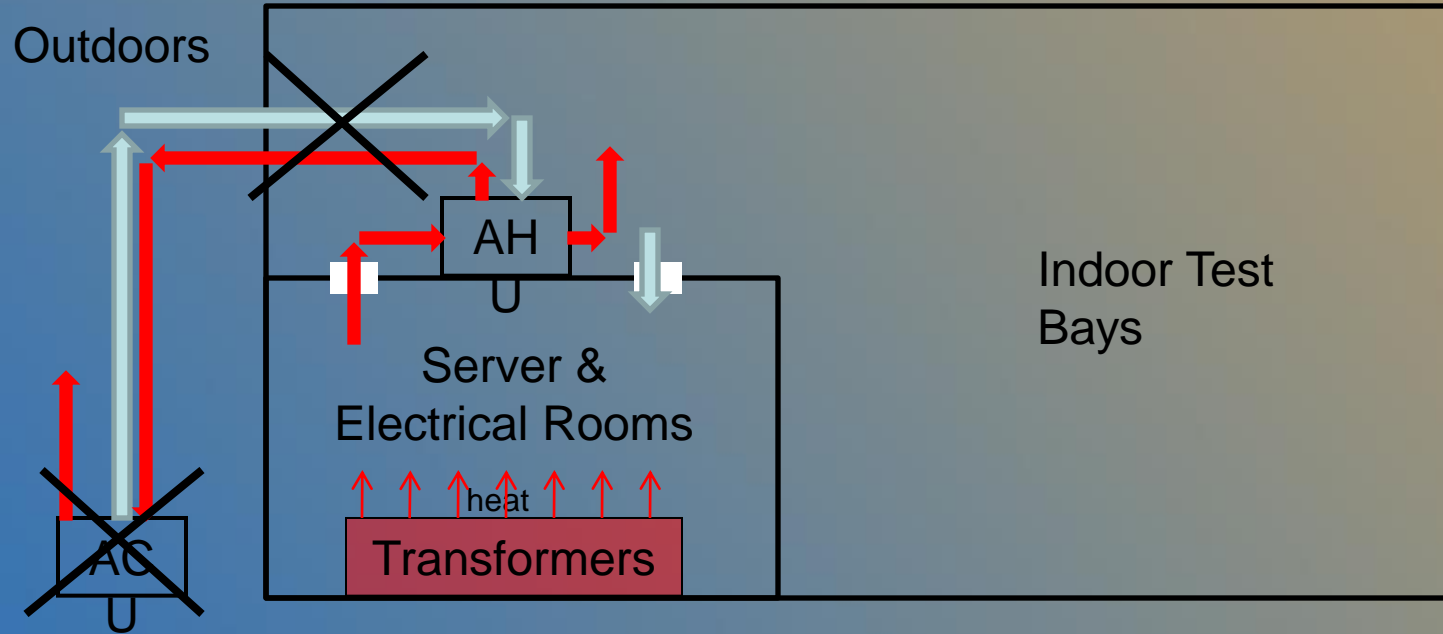 Outdoors
AH
Indoor Test
Bays
Server &
Electrical Rooms
heat
Transformers
AC